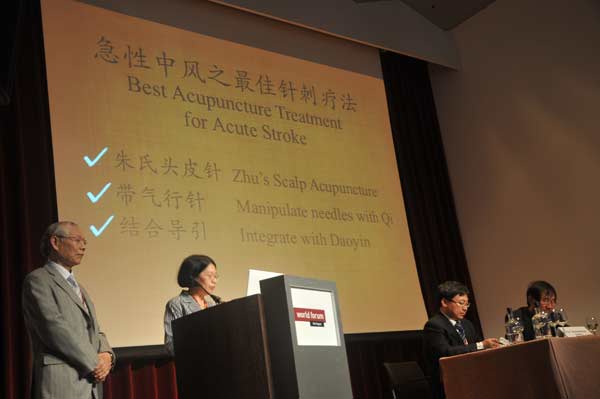 急性中风之最佳针刺疗法
Best Acupuncture Treatment
for Acute Stroke
朱氏头皮针 Zhu's Scalp Acupuncture
带气行针 Manipulate needles with Qi
结合导引 Integrate with Daoyin
world forum